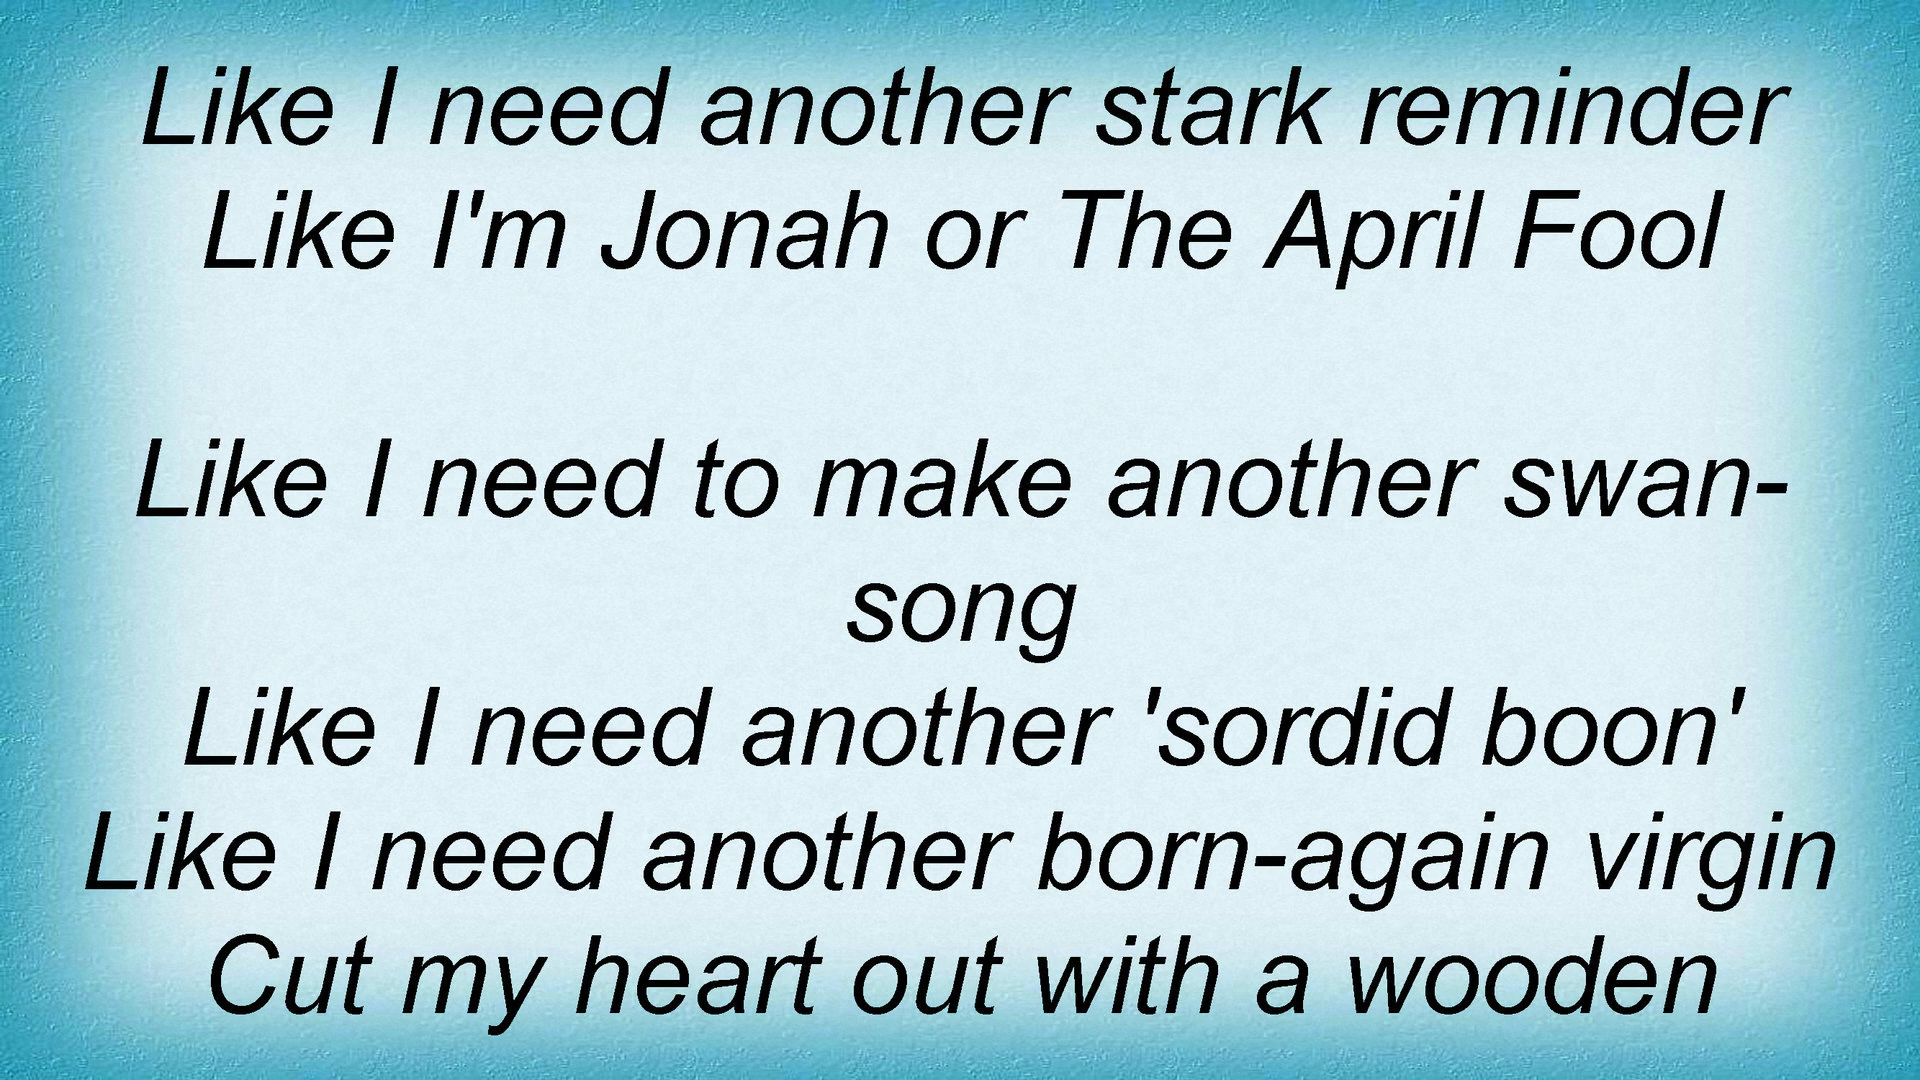 Like I need another stark reminder
Like I'm Jonah or The April Fool
Like I need to make another swan-
song
Like I need another 'sordid boon'
Like I need another born-again virgin
Cut my heart out with a wooden